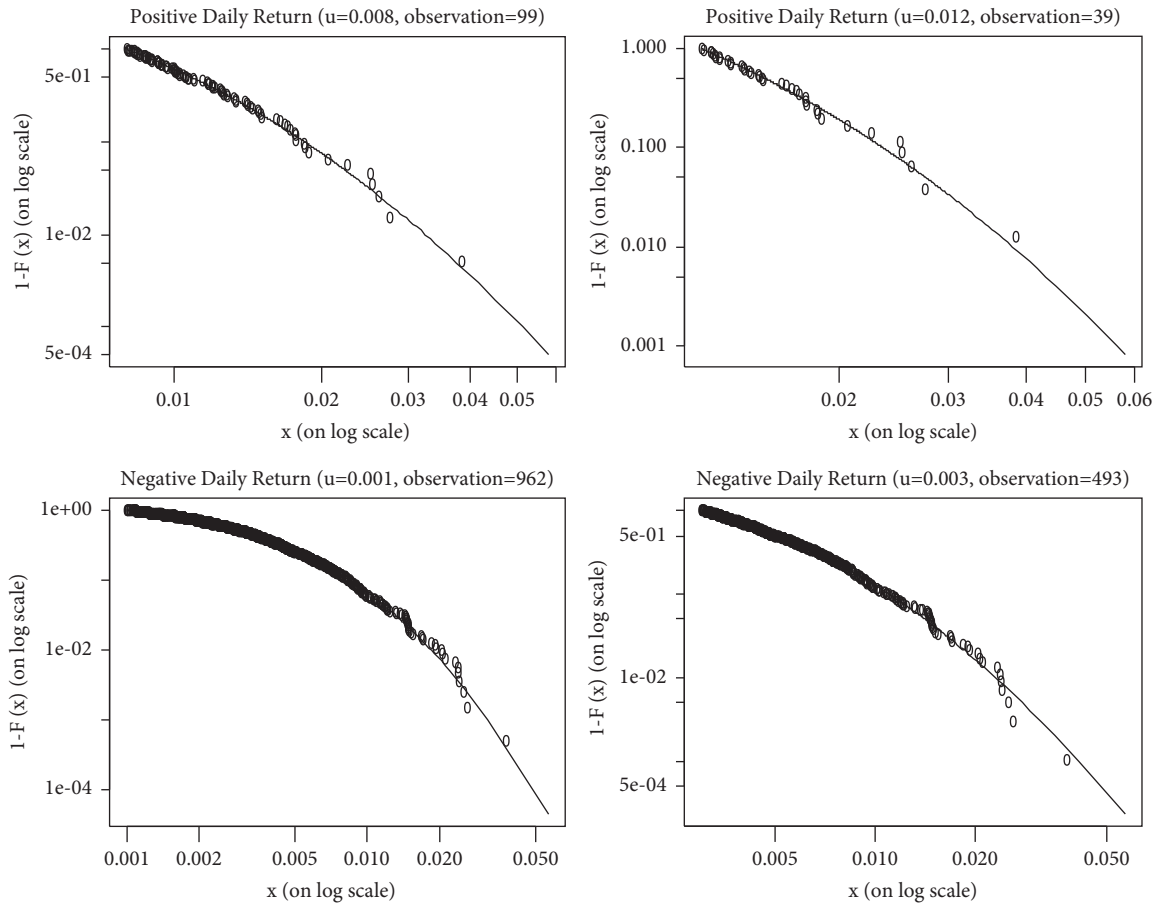 Positive Daily Return (u=0.008, observation=99)
1-F (x) (on log scale)
5e-01
1e-02
5e-04
0.01 0.02 0.03 0.04 0.05
x (on log scale)
Positive Daily Return (u=0.012, observation=39)
1-F (x) (on log scale)
1.000
0.100
0.010
0.001
0.02 0.03 0.04 0.05 0.06
x (on log scale)
Negative Daily Return (u=0.001, observation=962)
1-F (x) (on log scale)
1e+00
1e-02
1e-04
0.001 0.002 0.005 0.010 0.020 0.050
x (on log scale)
Negative Daily Return (u=0.003, observation=493)
1-F (x) (on log scale)
5e-01
1e-02
5e-04
0.005 0.010 0.020 0.050
x (on log scale)